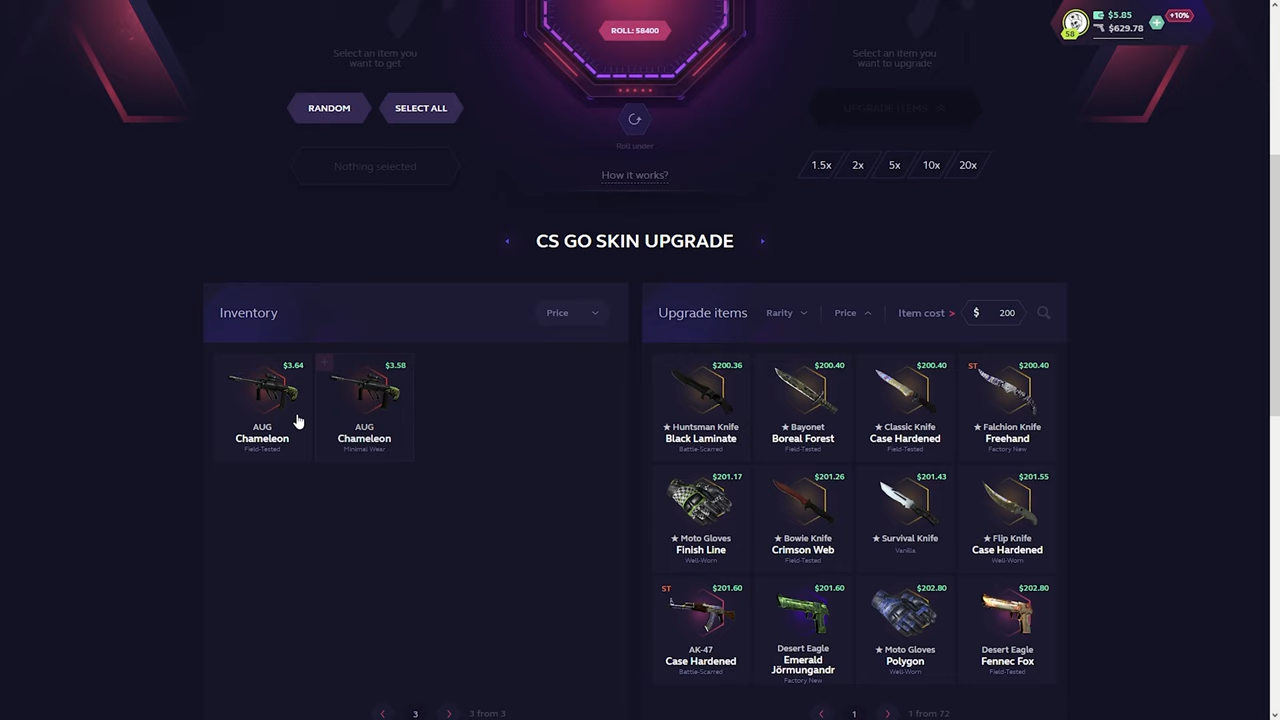 ROLL: 58400
58
$5.85
$629.78
+10%
Select an item you
want to get
RANDOM
SELECT ALL
Nothing selected
Roll under
How it works?
Select an item you
want to upgrade
UPGRADE ITEMS
1.5x
2x
5x
10x
20x
CS GO SKIN UPGRADE
Inventory
Price
$3.64
AUG
Chameleon
Field-Tested
$3.58
AUG
Chameleon
Minimal Wear
3
3 from 3
Upgrade items
Rarity
Price
Item cost >
$ 200
$200.36
★ Huntsman Knife
Black Laminate
Battle-Scarred
$200.40
★ Bayonet
Boreal Forest
Field-Tested
$200.40
★ Classic Knife
Case Hardened
Field-Tested
ST
$200.40
★ Falchion Knife
Freehand
Factory New
$201.17
★ Moto Gloves
Finish Line
Well-Worn
$201.26
★ Bowie Knife
Crimson Web
Field-Tested
$201.43
★ Survival Knife
Vanilla
$201.55
★ Flip Knife
Case Hardened
Well-Worn
ST
$201.60
AK-47
Case Hardened
Battle-Scarred
$201.60
Desert Eagle
Emerald
Jörmungandr
Factory New
$202.80
★ Moto Gloves
Polygon
Well-Worn
$202.80
Desert Eagle
Fennec Fox
Field-Tested
1
1 from 72